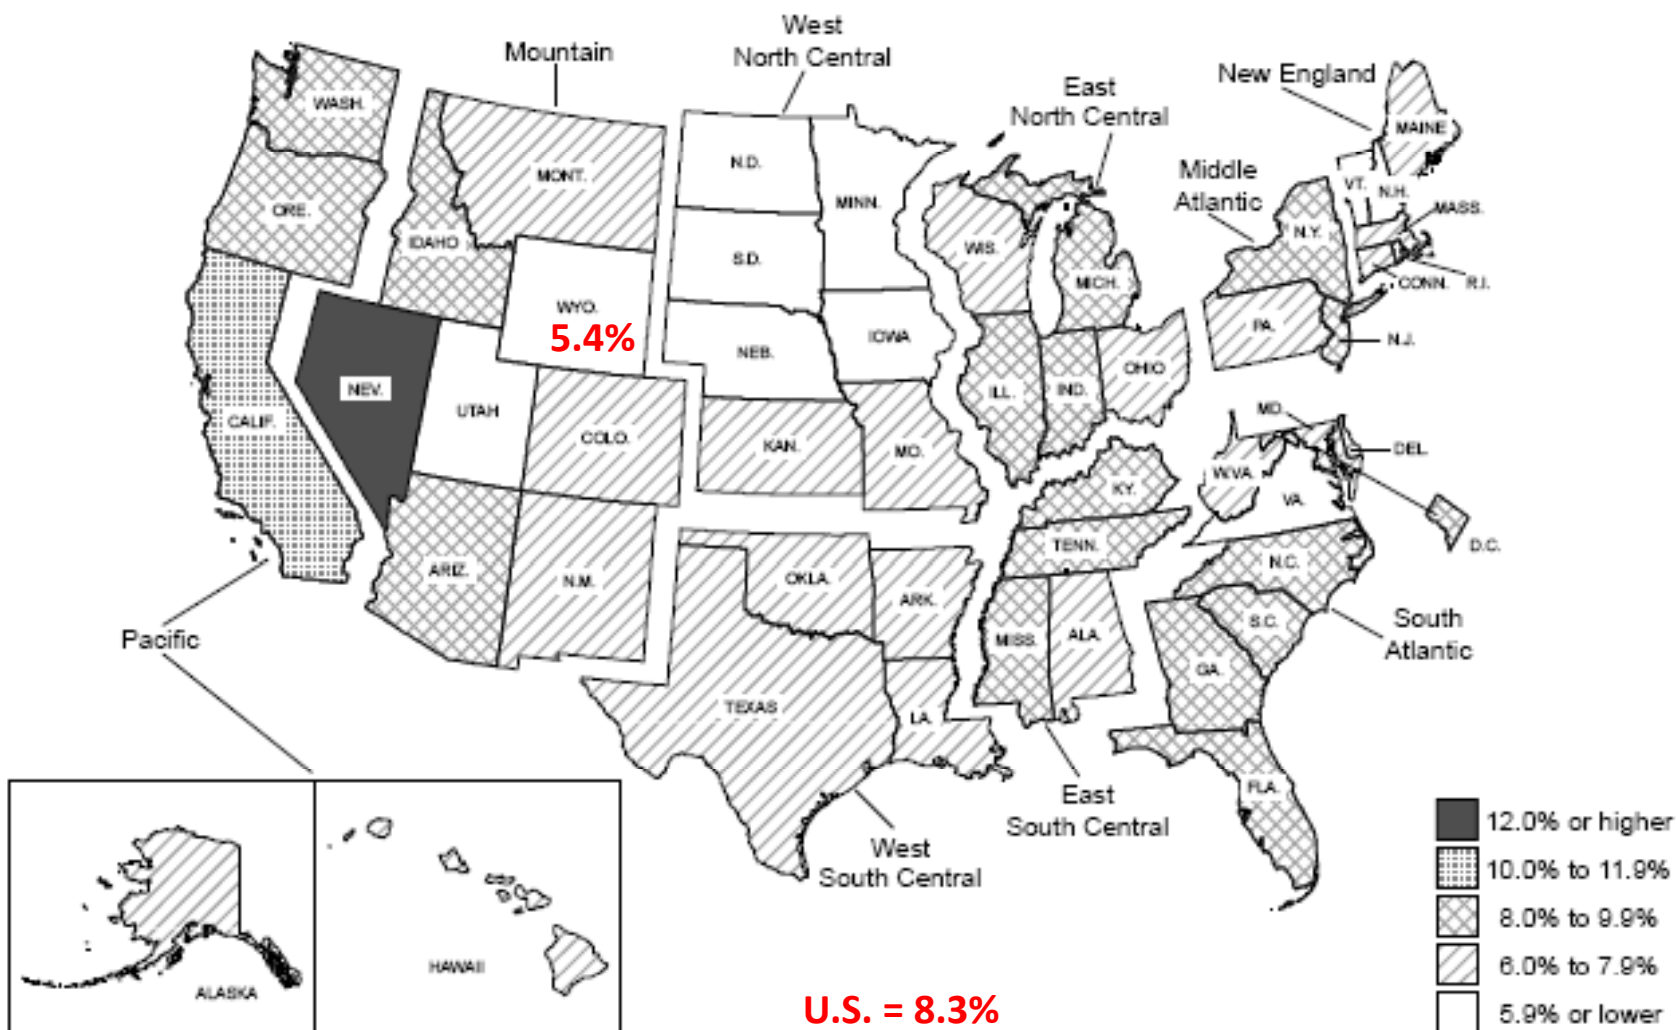 West
North Central
Mountain
East
North Central
New England
Middle
Atlantic
WASH.
MAINE
N.D.
MONT.
MINN.
VT.
N.H.
MASS.
ORE.
IDAHO
WIS.
N.Y.
S.D.
MICH.
CONN.
R.I.
WYO.
5.4%
PA.
N.J.
IOWA
NEB.
OHIO
NEV.
ILL.
IND.
UTAH
CALIF.
COLO.
KAN.
MO.
MD.
DEL.
W.VA.
KY.
VA.
D.C.
TENN.
ARIZ.
N.M.
OKLA.
ARK.
N.C.
S.C.
MISS.
ALA.
GA.
South
Atlantic
Pacific
TEXAS
LA.
FLA.
East
South Central
West
South Central
ALASKA
HAWAII
12.0% or higher
10.0% to 11.9%
8.0% to 9.9%
6.0% to 7.9%
5.9% or lower
U.S. = 8.3%